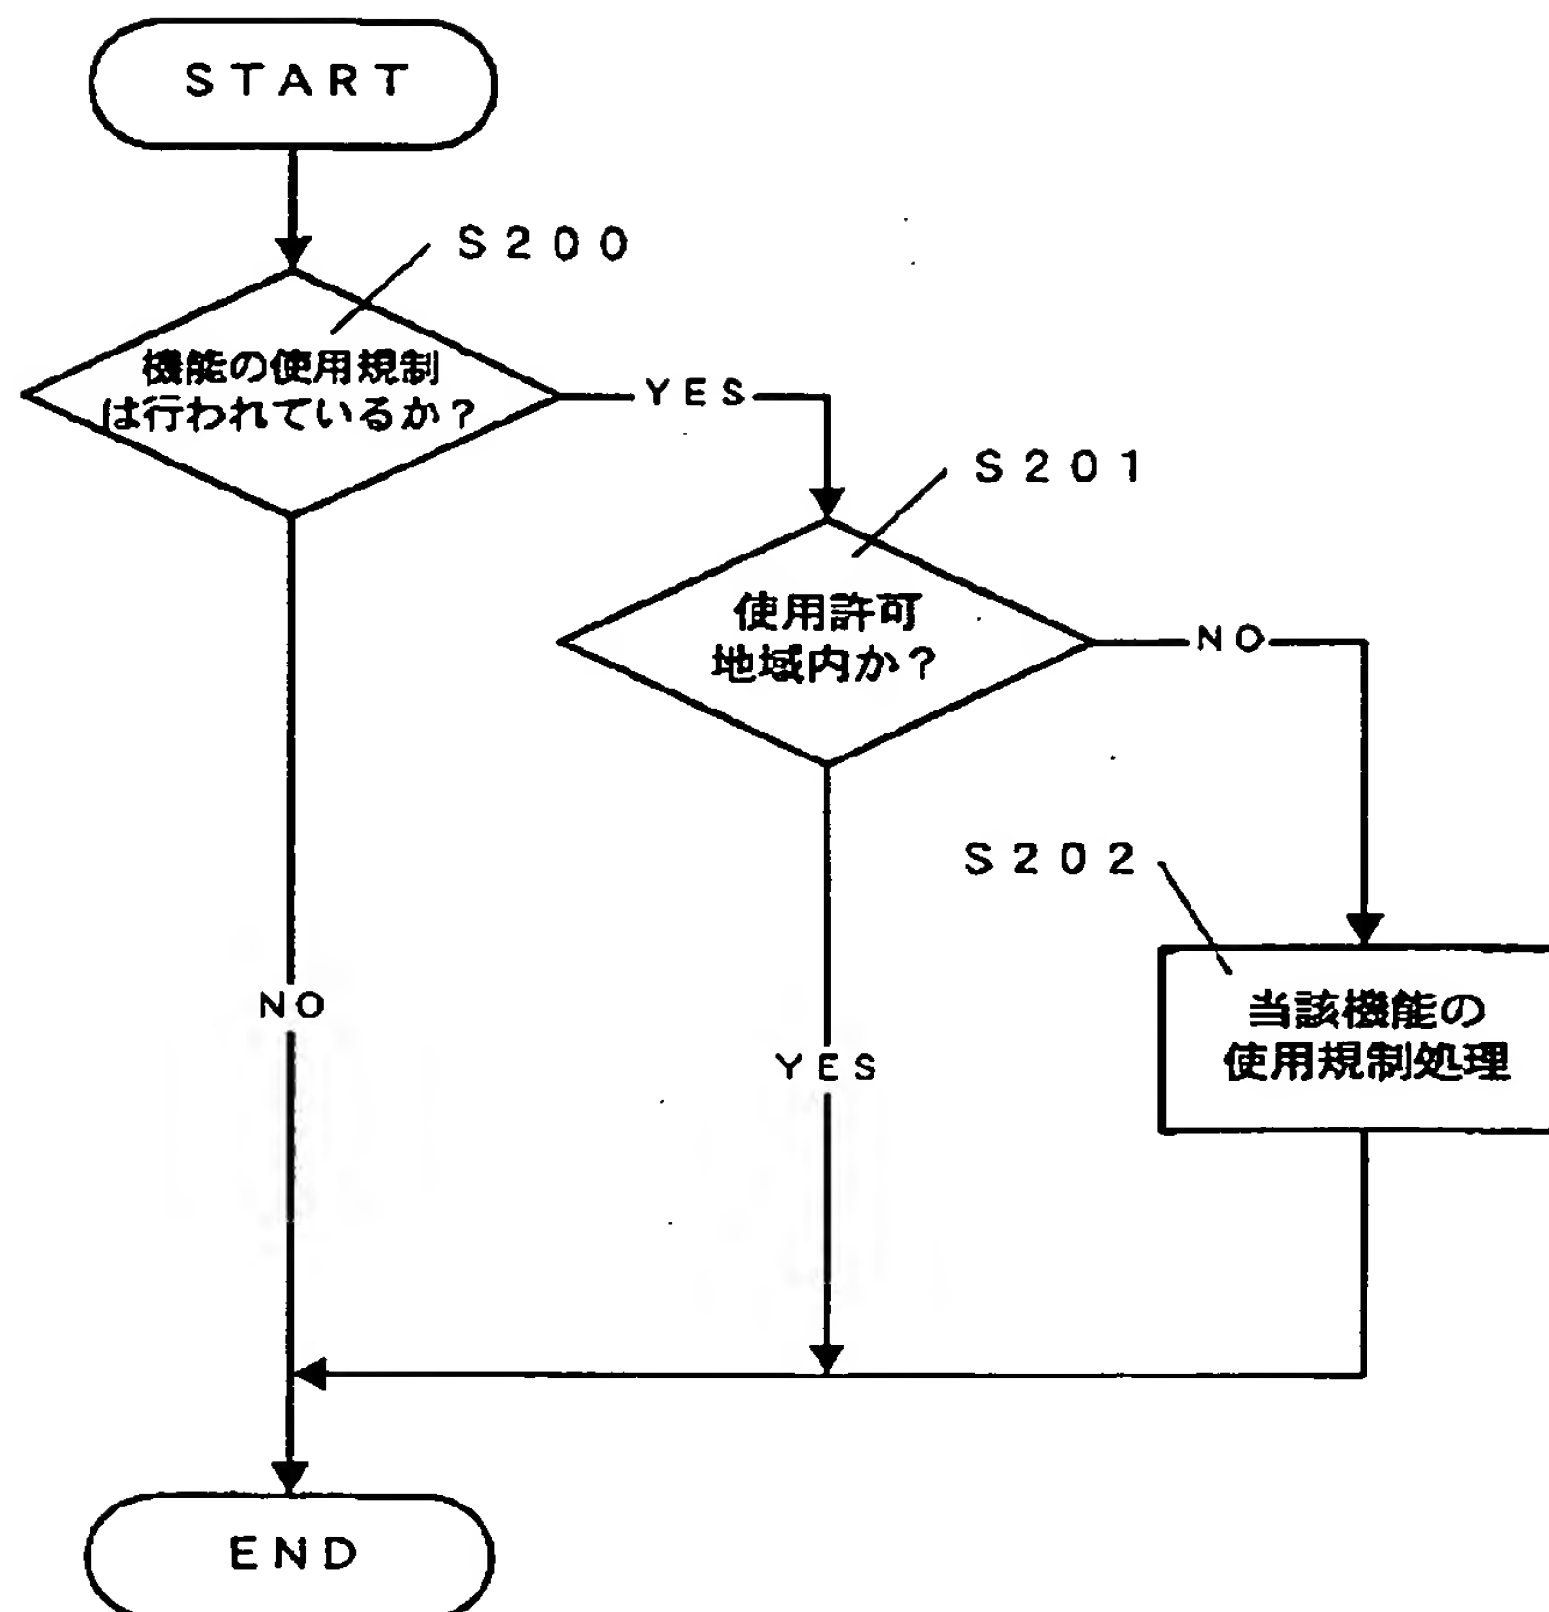 START
S200
機能の使用規制
は行われているか?
YES
S201
使用許可
地域内か?
NO
S202
当該機能の
使用規制処理
NO
YES
END